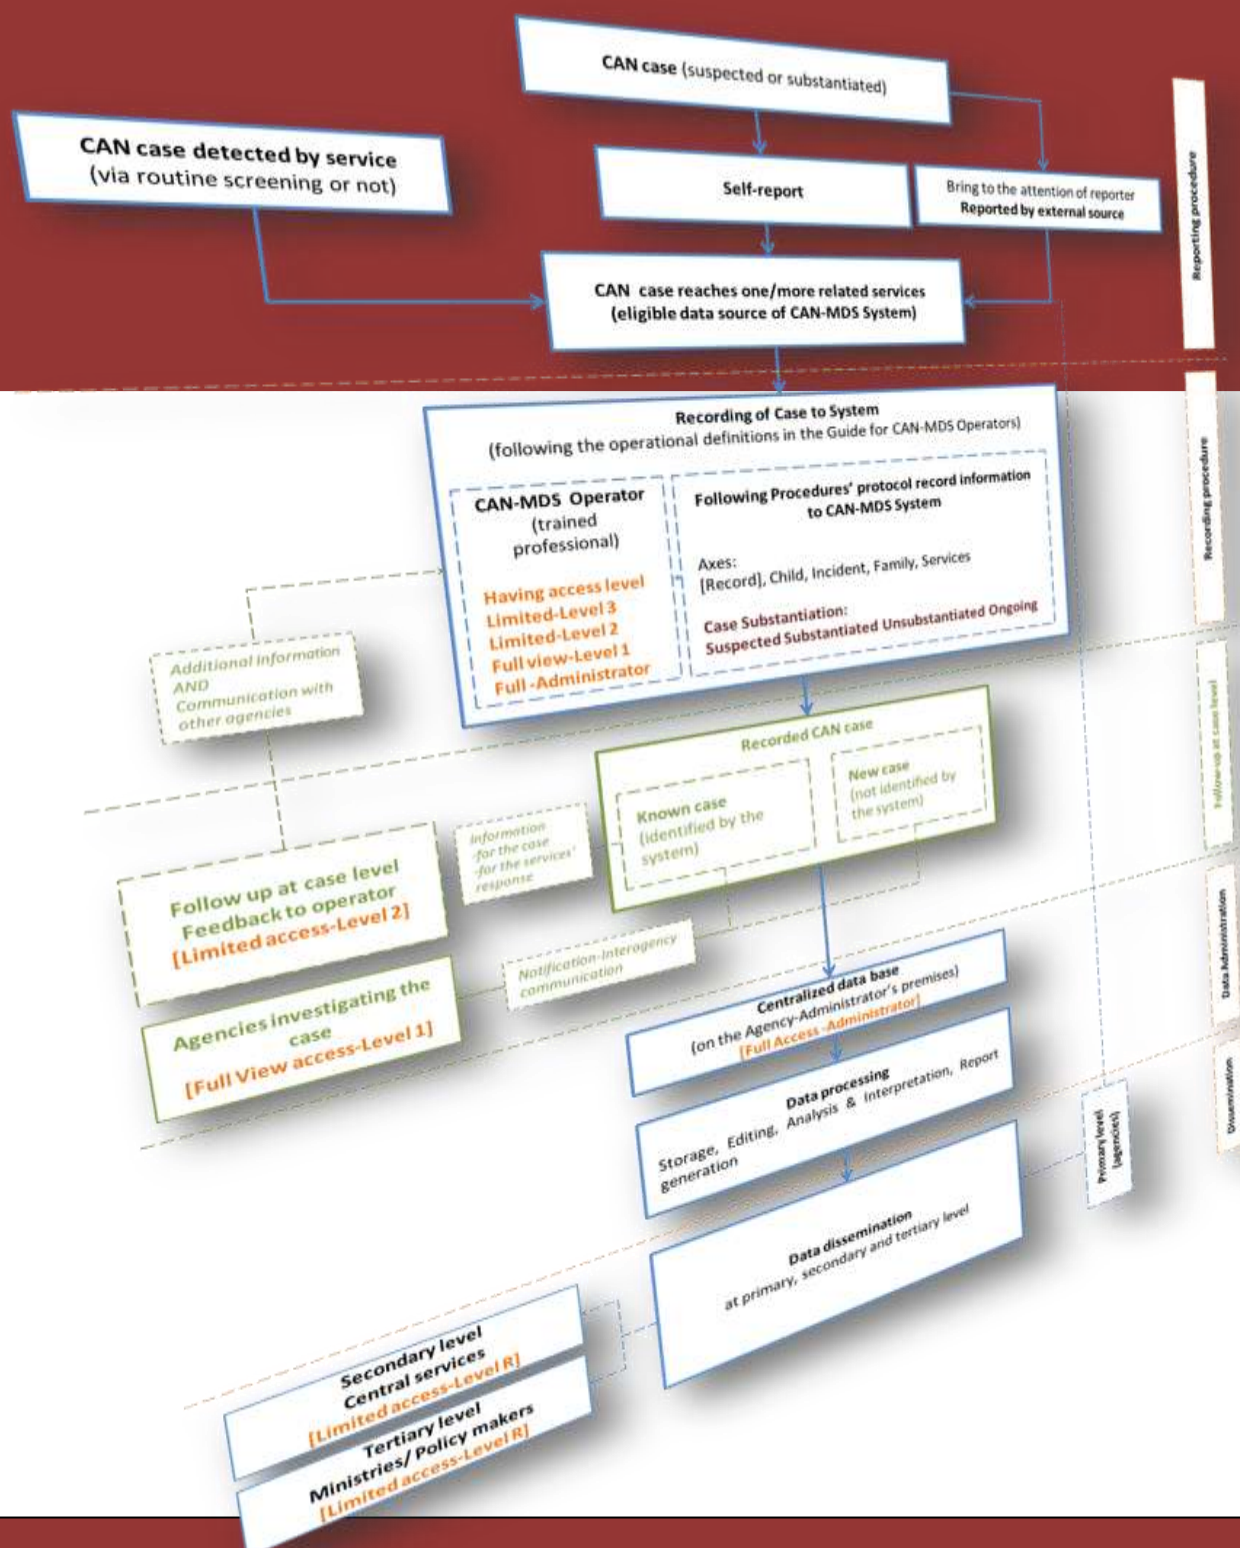 CAN case (suspected or substantiated)
CAN case detected by service
(via routine screening or not)
Self-report
Bring to the attention of reporter
Reported by external source
Reporting procedure
CAN case reaches one/more related services
(eligible data source of CAN-MDS System)
Recording of Case to System
(following the operational definitions in the Guide for CAN-MDS Operators)
CAN-MDS Operator
(trained
professional)
Having access level
Limited-Level 3
Limited-Level 2
Full view-Level 1
Full -Administrator
Following Procedures' protocol record information
to CAN-MDS System
Axes:
[Record], Child, Incident, Family, Services
Case Substantiation:
Suspected Substantiated Unsubstantiated Ongoing
Recording procedure
Additional Information
AND
Communication with
other agencies
Recorded CAN case
Known case
(identified by the
system)
New case
(not identified by
the system)
Follow-up at case level
Information
-for the case
-for the services'
response
Follow up at case level
Feedback to operator
[Limited access-Level 2]
Notification-Interagency
communication
Agencies investigating the
case
[Full View access-Level 1]
Centralized data base
(on the Agency-Administrator's premises)
[Full Access -Administrator]
Data Administration
Data processing
Storage, Editing, Analysis & Interpretation, Report
generation
Dissemination
Primary level
(agencies)
Data dissemination
at primary, secondary and tertiary level
Secondary level
Central services
[Limited access-Level R]
Tertiary level
Ministries/ Policy makers
[Limited access-Level R]